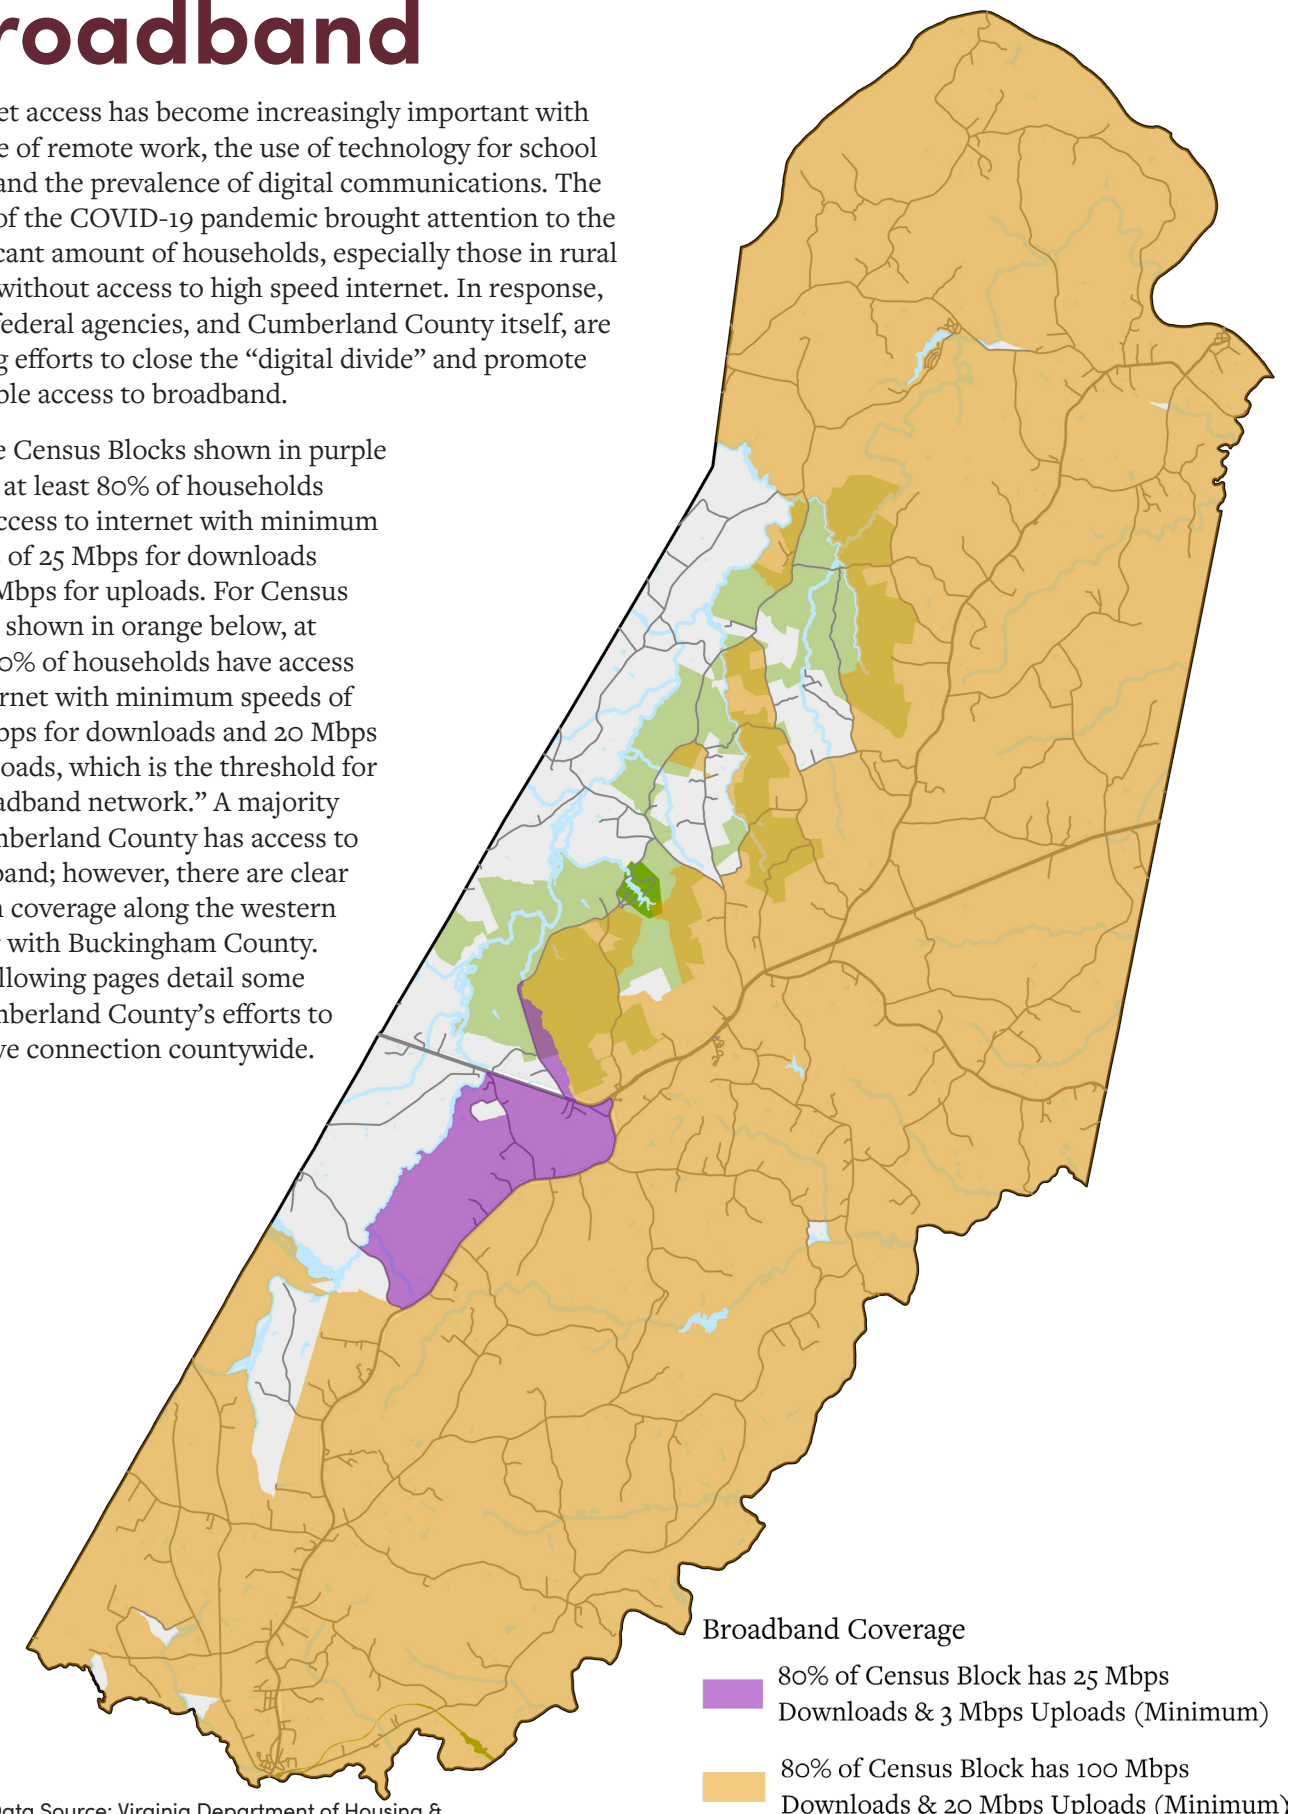 roadband
et access has become increasingly important with
e of remote work, the use of technology for school
and the prevalence of digital communications. The
of the COVID-19 pandemic brought attention to the
cant amount of households, especially those in rural
without access to high speed internet. In response,
federal agencies, and Cumberland County itself, are
g efforts to close the “digital divide” and promote
ble access to broadband.
e Census Blocks shown in purple
at least 80% of households
ccess to internet with minimum
of 25 Mbps for downloads
Mbps for uploads. For Census
shown in orange below, at
0% of households have access
rnet with minimum speeds of
bps for downloads and 20 Mbps
oads, which is the threshold for
adband network.” A majority
mberland County has access to
band; however, there are clear
n coverage along the western
r with Buckingham County.
llowing pages detail some
mberland County’s efforts to
ve connection countywide.
Broadband Coverage
80% of Census Block has 25 Mbps
Downloads & 3 Mbps Uploads (Minimum)
80% of Census Block has 100 Mbps
Downloads & 20 Mbps Uploads (Minimum)
Data Source: Virginia Department of Housing &